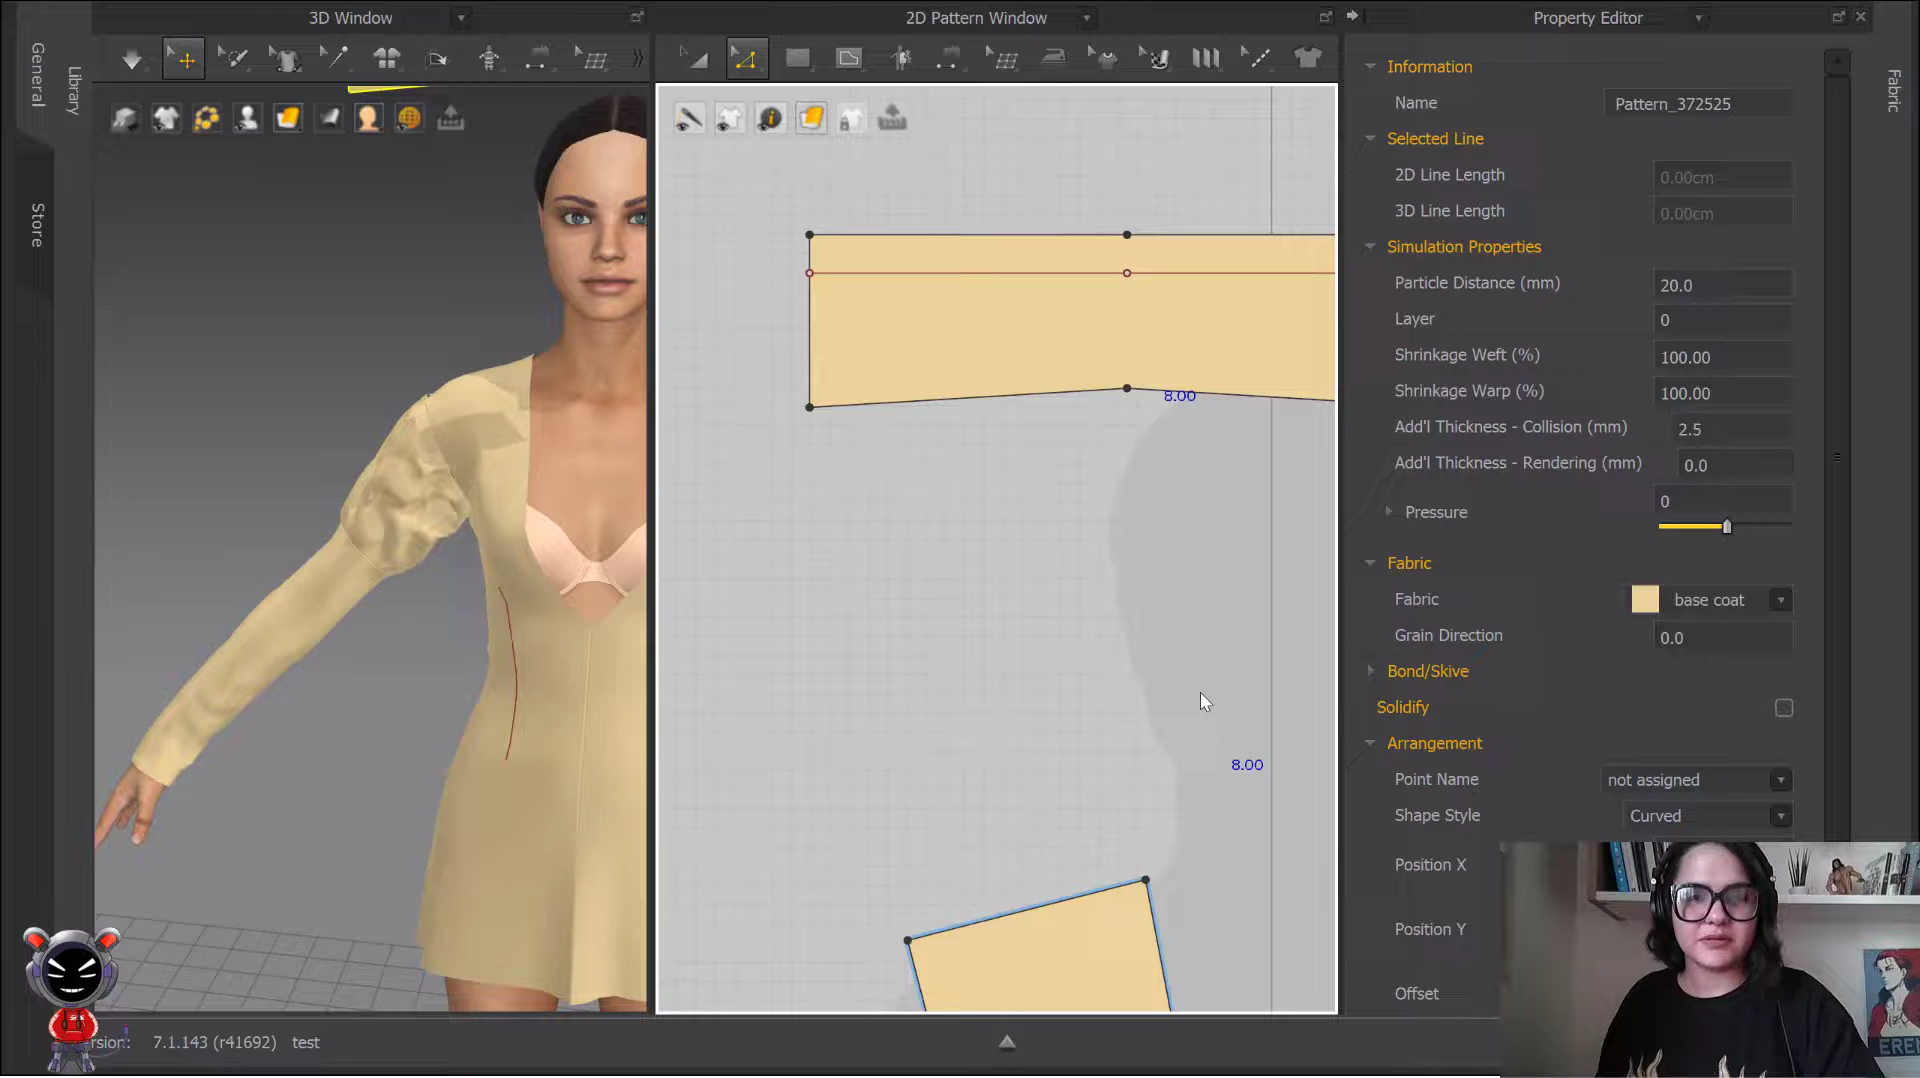 3D Window
2D Pattern Window
Property Editor
General
Library
Store
Fabric
Information
Name
Pattern_372525
Selected Line
2D Line Length
0.00cm
3D Line Length
0.00cm
Simulation Properties
Particle Distance (mm)
20.0
Layer
0
Shrinkage Weft (%)
100.00
Shrinkage Warp (%)
100.00
Add'l Thickness - Collision (mm)
2.5
Add'l Thickness - Rendering (mm)
0.0
Pressure
0
Fabric
Fabric
base coat
Grain Direction
0.0
Bond/Skive
Solidify
Arrangement
Point Name
not assigned
Shape Style
Curved
Position X
Position Y
Offset
8.00
8.00
rsion: 7.1.143 (r41692) test
EREN